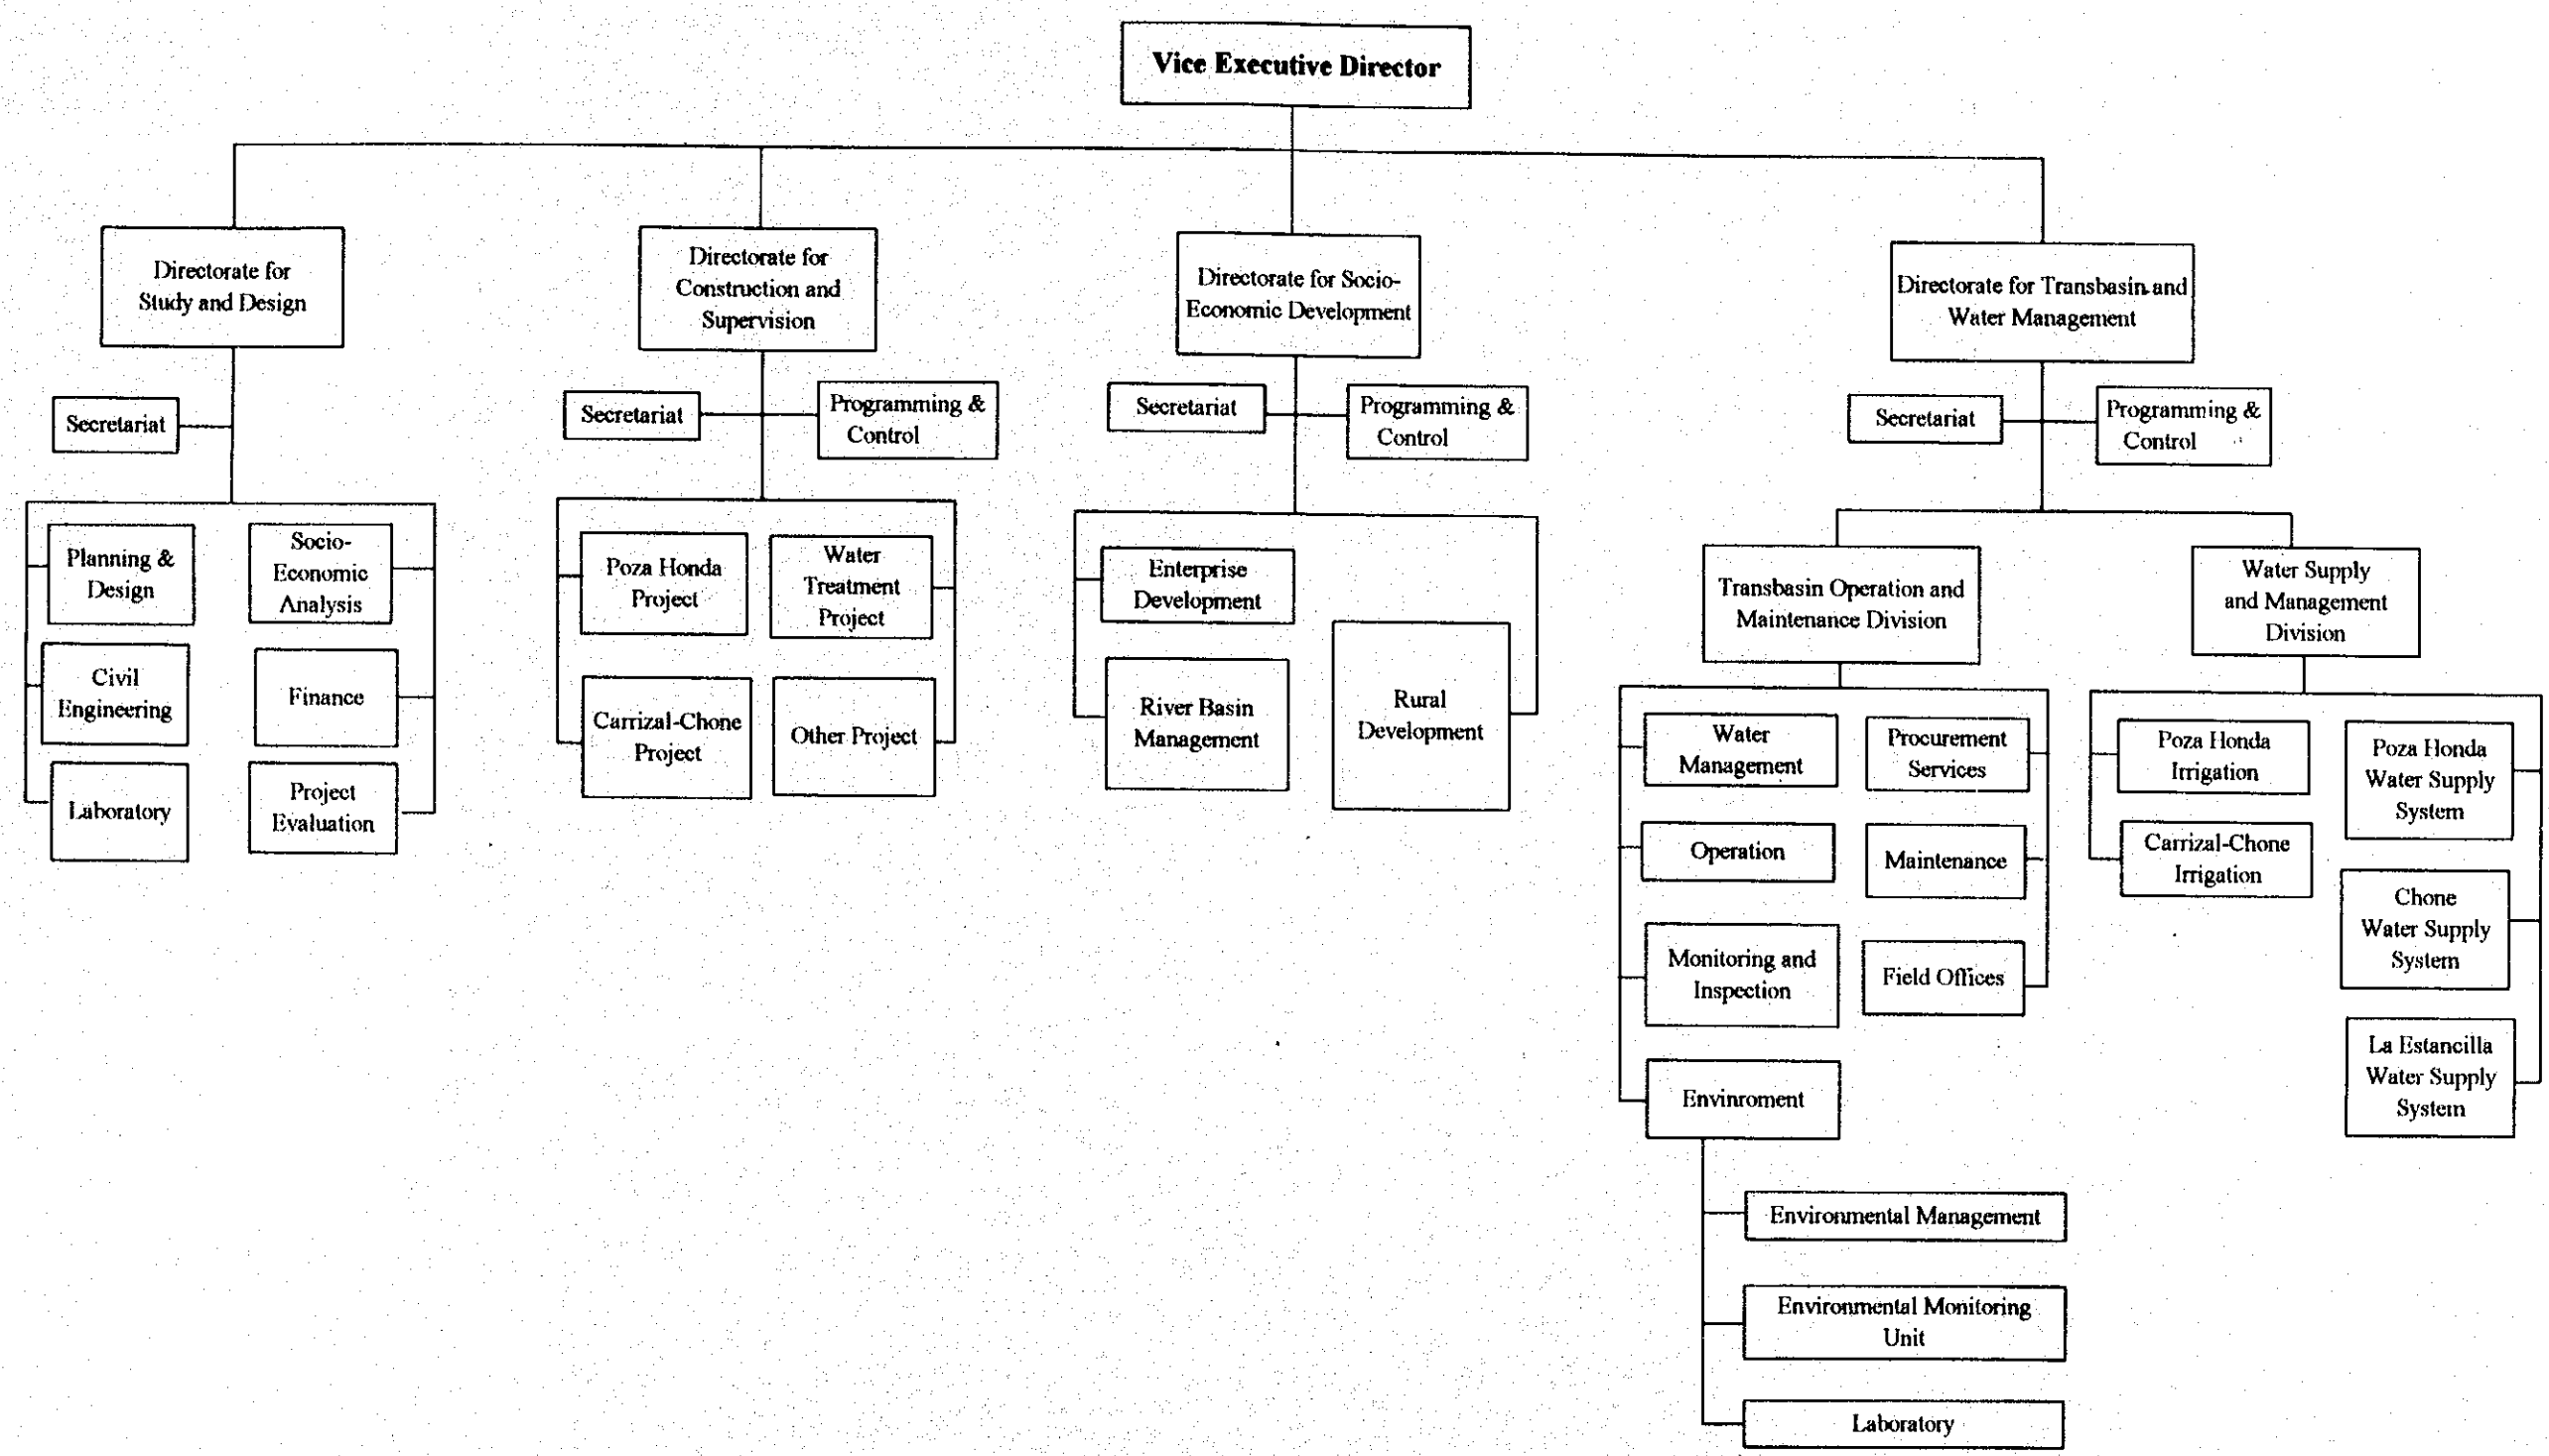 Vice Executive Director
Directorate for
Study and Design
Secretariat
Planning &
Design
Civil
Engineering
Laboratory
Socio-
Economic
Analysis
Finance
Project
Evaluation
Directorate for
Construction and
Supervision
Secretariat
Programming &
Control
Poza Honda
Project
Carrizal-Chone
Project
Water
Treatment
Project
Other Project
Directorate for Socio-
Economic Development
Secretariat
Programming &
Control
Enterprise
Development
River Basin
Management
Rural
Development
Directorate for Transbasin and
Water Management
Secretariat
Programming &
Control
Transbasin Operation and
Maintenance Division
Water
Management
Operation
Monitoring and
Inspection
Envinroment
Procurement
Services
Maintenance
Field Offices
Environmental Management
Environmental Monitoring
Unit
Laboratory
Water Supply
and Management
Division
Poza Honda
Irrigation
Carrizal-Chone
Irrigation
Poza Honda
Water Supply
System
Chone
Water Supply
System
La Estancilla
Water Supply
System